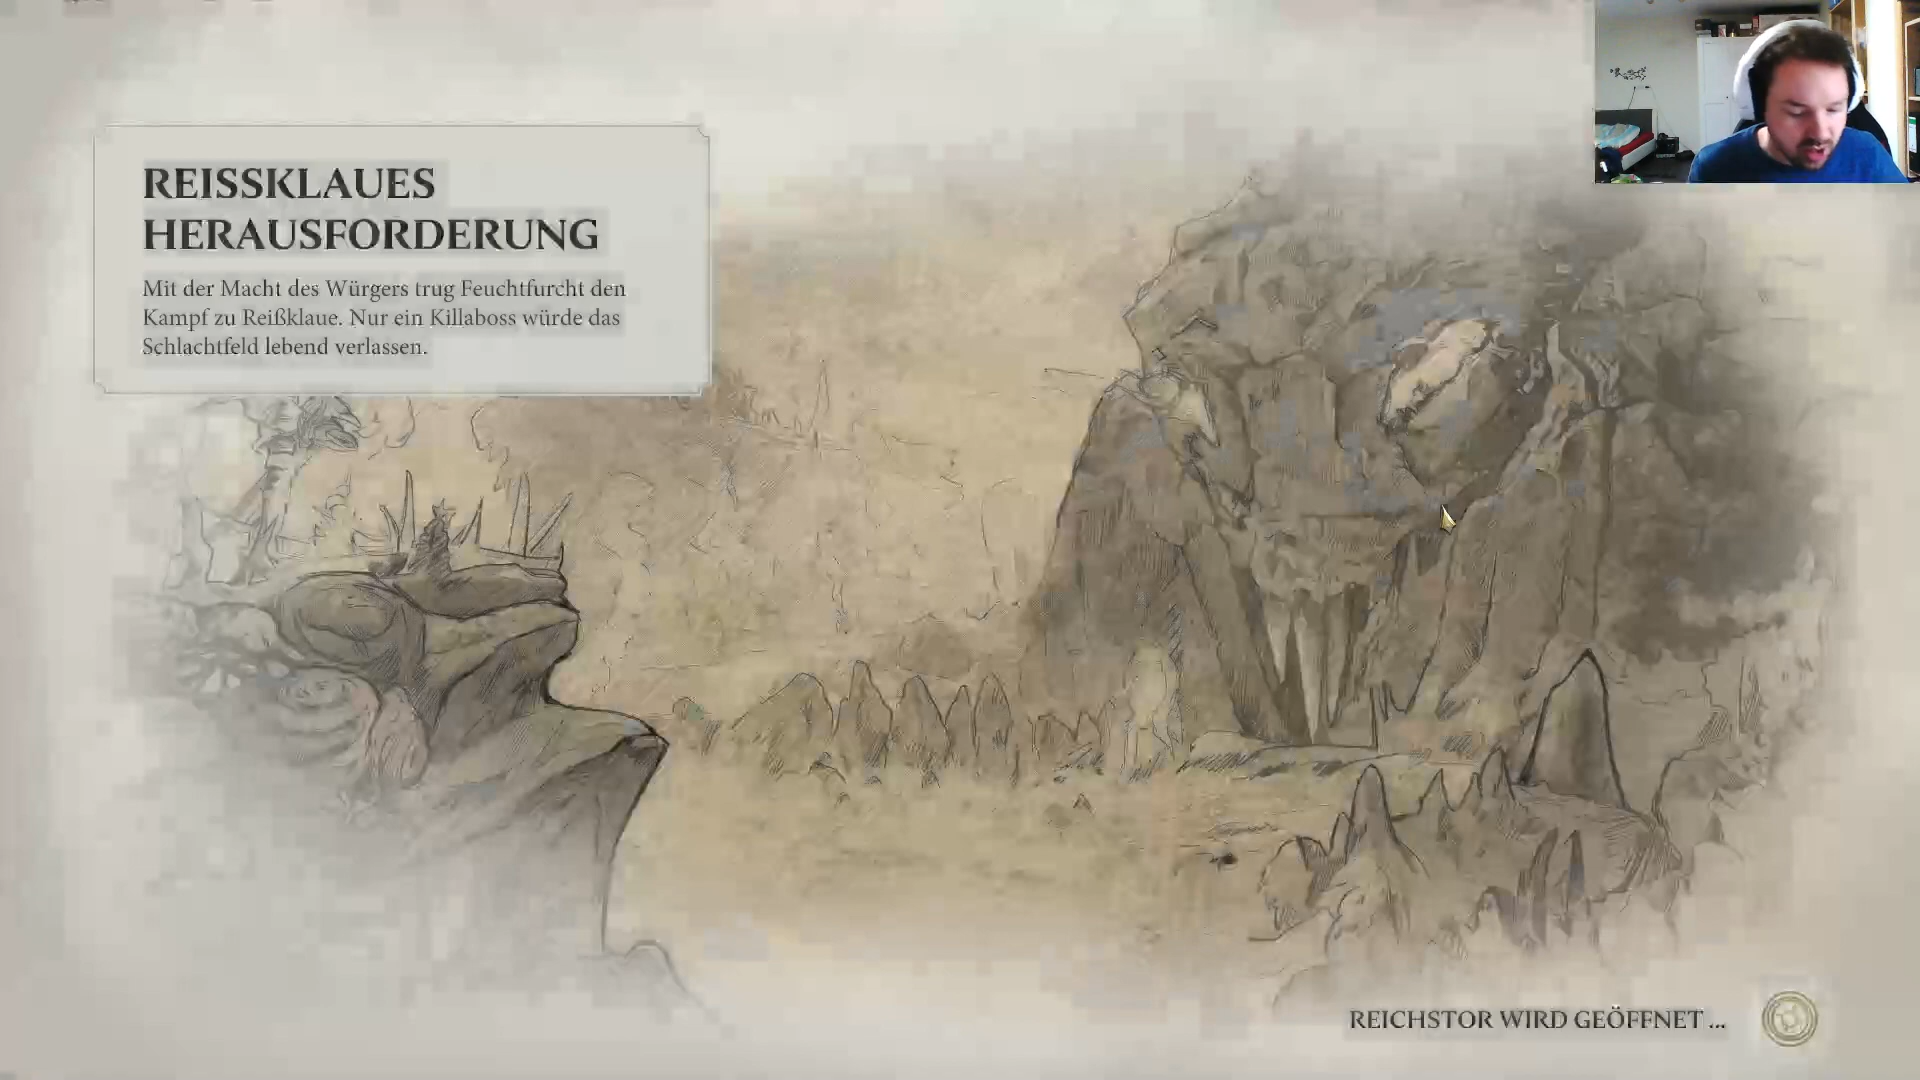 REISSKLAUES
HERAUSFORDERUNG
Mit der Macht des Würgers trug Feuchtfurcht den
Kampf zu Reißklaue. Nur ein Killaboss würde das
Schlachtfeld lebend verlassen.
REICHSTOR WIRD GEÖFFNET ...